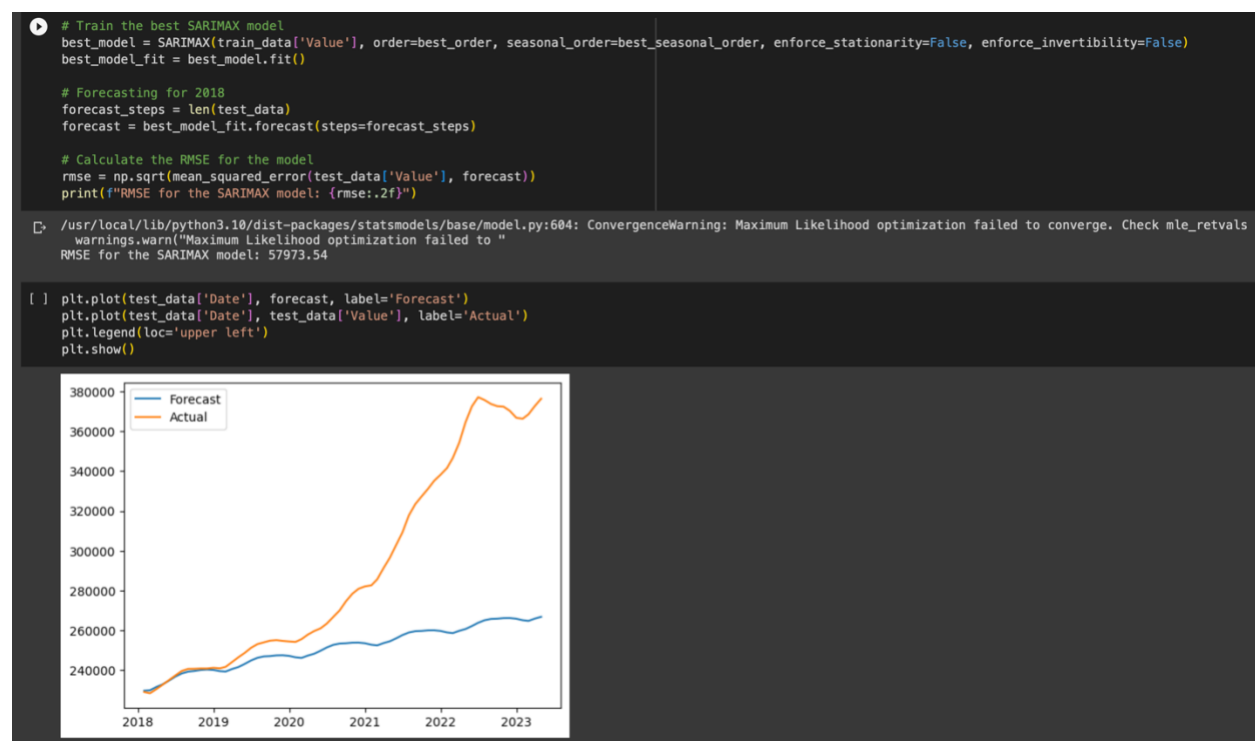 # Train the best SARIMAX model
best_model = SARIMAX(train_data['Value'], order=best_order, seasonal_order=best_seasonal_order, enforce_stationarity=False, enforce_invertibility=False)
best_model_fit = best_model.fit()
# Forecasting for 2018
forecast_steps = len(test_data)
forecast = best_model_fit.forecast(steps=forecast_steps)
# Calculate the RMSE for the model
rmse = np.sqrt(mean_squared_error(test_data['Value'], forecast))
print(f"RMSE for the SARIMAX model: {rmse:.2f}")
/usr/local/lib/python3.10/dist-packages/statsmodels/base/model.py:604: ConvergenceWarning: Maximum Likelihood optimization failed to converge. Check mle_retvals
warnings.warn("Maximum Likelihood optimization failed to "
RMSE for the SARIMAX model: 57973.54
[ ] plt.plot(test_data['Date'], forecast, label='Forecast')
plt.plot(test_data['Date'], test_data['Value'], label='Actual')
plt.legend(loc='upper left')
plt.show()
Forecast
Actual
380000
360000
340000
320000
300000
280000
260000
240000
2018 2019 2020 2021 2022 2023